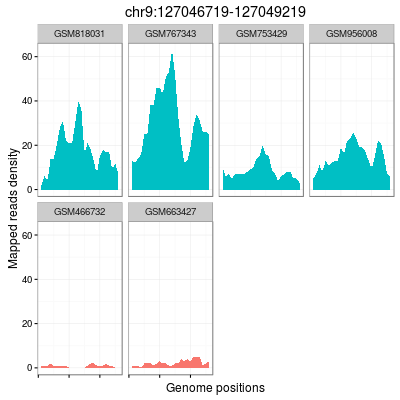 chr9:127046719-127049219
GSM818031 GSM767343 GSM753429 GSM956008
60
40
20
0
GSM466732 GSM663427
60
40
20
0
Mapped reads density
Genome positions